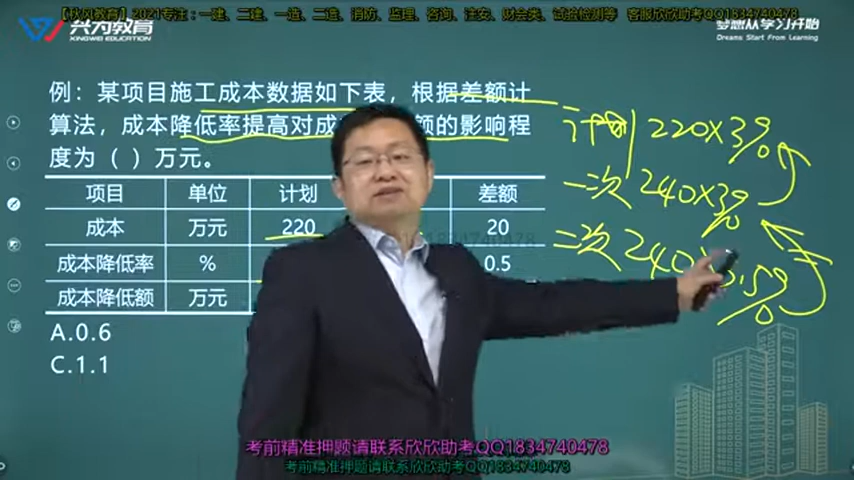 【秋风教育】2021专注：一建、二建、一造、二造、消防、监理、咨询、注安、财会类、试验检测等 客服欣欣助考QQ1834740478
兴为教育
XINGWEI EDUCATION
梦想从学习开始
Dreams Start From Learning
例：某项目施工成本数据如下表，根据差额计
算法，成本降低率提高对成 额的影响程
度为（ ）万元。
计划 220×3%
一次 240×3%
二次 240×3.5%
项目 单位 计划 差额
成本 万元 220 20
成本降低率 % 0.5
成本降低额 万元
A.0.6
C.1.1
考前精准押题请联系欣欣助考QQ1834740478
考前精准押题请联系欣欣助考QQ1834740478